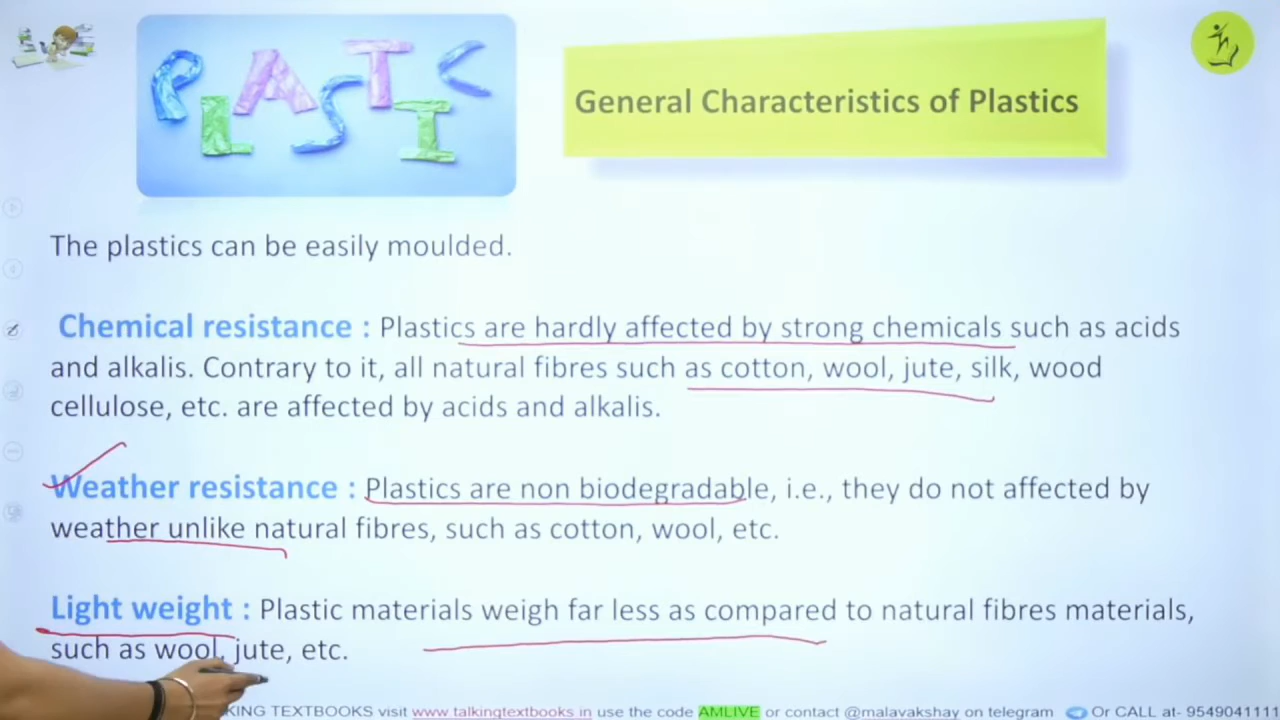 PLASTIC
General Characteristics of Plastics
The plastics can be easily moulded.
Chemical resistance : Plastics are hardly affected by strong chemicals such as acids
and alkalis. Contrary to it, all natural fibres such as cotton, wool, jute, silk, wood
cellulose, etc. are affected by acids and alkalis.
Weather resistance : Plastics are non biodegradable, i.e., they do not affected by
weather unlike natural fibres, such as cotton, wool, etc.
Light weight : Plastic materials weigh far less as compared to natural fibres materials,
such as wool, jute, etc.
KING TEXTBOOKS visit www.talkingtextbooks.in use the code AMLIVE or contact @malavakshay on telegram Or CALL at- 9549041111